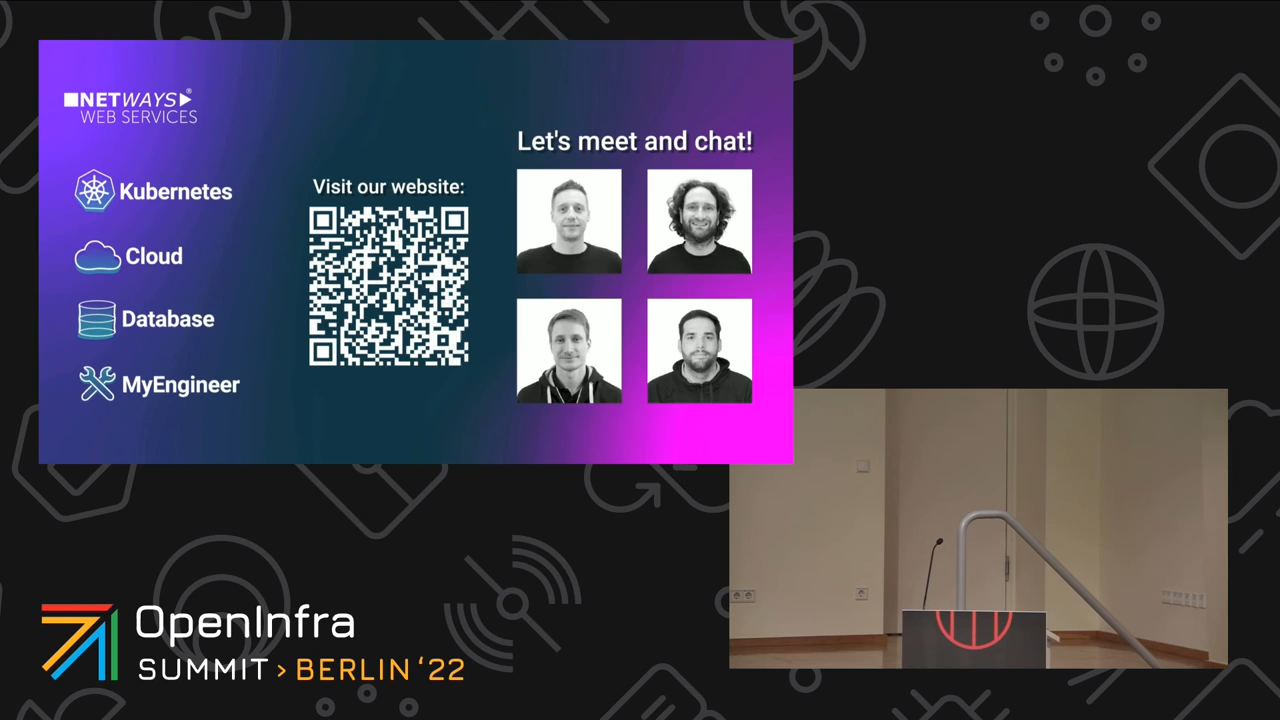 NETWAYS®
WEB SERVICES
Kubernetes
Cloud
Database
MyEngineer
Visit our website:
Let's meet and chat!
OpenInfra
SUMMIT > BERLIN ‘22